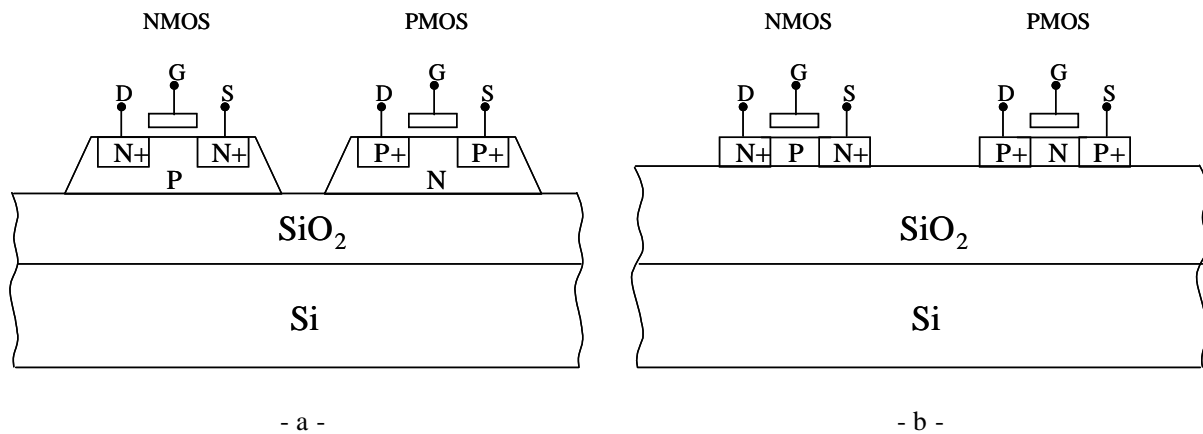 NMOS PMOS NMOS PMOS
G G G G
D S D S D S D S
N+ N+ P+ P+ N+ P N+ P+ N P+
P N
SiO₂ SiO₂
Si Si
- a - - b -